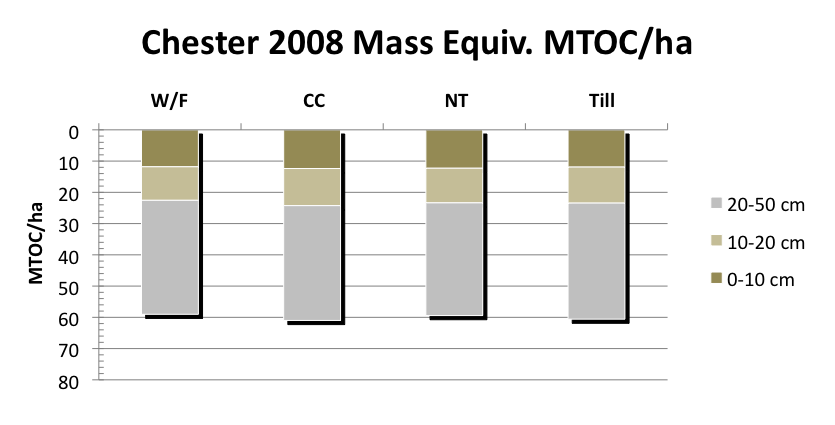 Chester 2008 Mass Equiv. MTOC/ha
W/F CC NT Till
MTOC/ha
0
10
20
30
40
50
60
70
80
20-50 cm
10-20 cm
0-10 cm